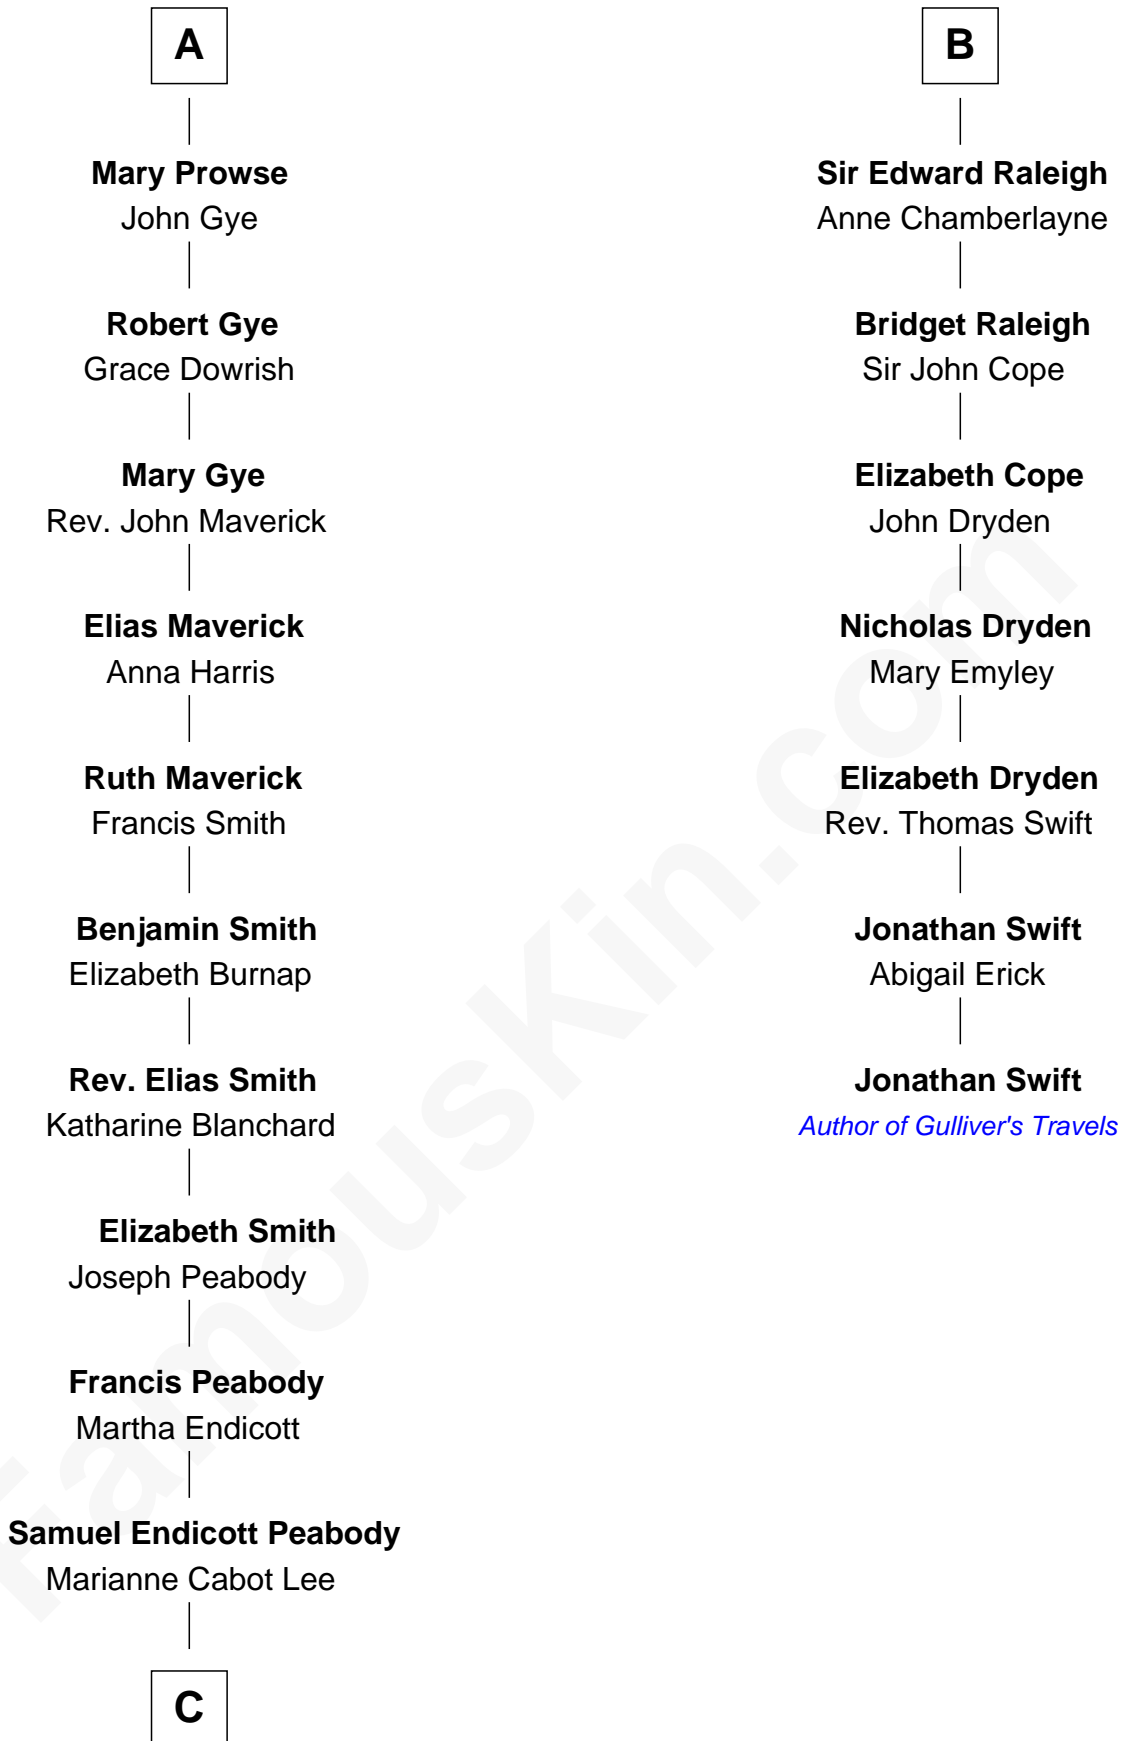 A
Mary Prowse
John Gye
Robert Gye
Grace Dowrish
Mary Gye
Rev. John Maverick
Elias Maverick
Anna Harris
Ruth Maverick
Francis Smith
Benjamin Smith
Elizabeth Burnap
Rev. Elias Smith
Katharine Blanchard
Elizabeth Smith
Joseph Peabody
Francis Peabody
Martha Endicott
Samuel Endicott Peabody
Marianne Cabot Lee
C
B
Sir Edward Raleigh
Anne Chamberlayne
Bridget Raleigh
Sir John Cope
Elizabeth Cope
John Dryden
Nicholas Dryden
Mary Emyley
Elizabeth Dryden
Rev. Thomas Swift
Jonathan Swift
Abigail Erick
Jonathan Swift
Author of Gulliver's Travels
FamousKin.com